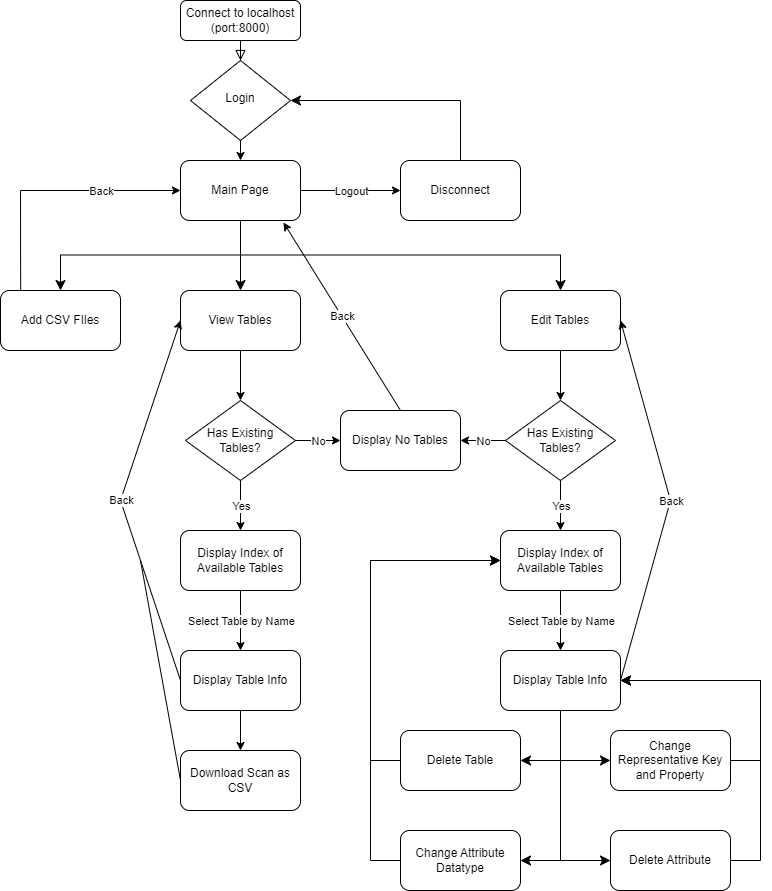 Connect to localhost
(port:8000)
Login
Back
Main Page
Logout
Disconnect
Add CSV FIles
View Tables
Back
Edit Tables
Has Existing
Tables?
No
Display No Tables
No
Has Existing
Tables?
Back
Yes
Yes
Back
Display Index of
Available Tables
Display Index of
Available Tables
Select Table by Name
Select Table by Name
Display Table Info
Display Table Info
Download Scan as
CSV
Delete Table
Change
Representative Key
and Property
Change Attribute
Datatype
Delete Attribute